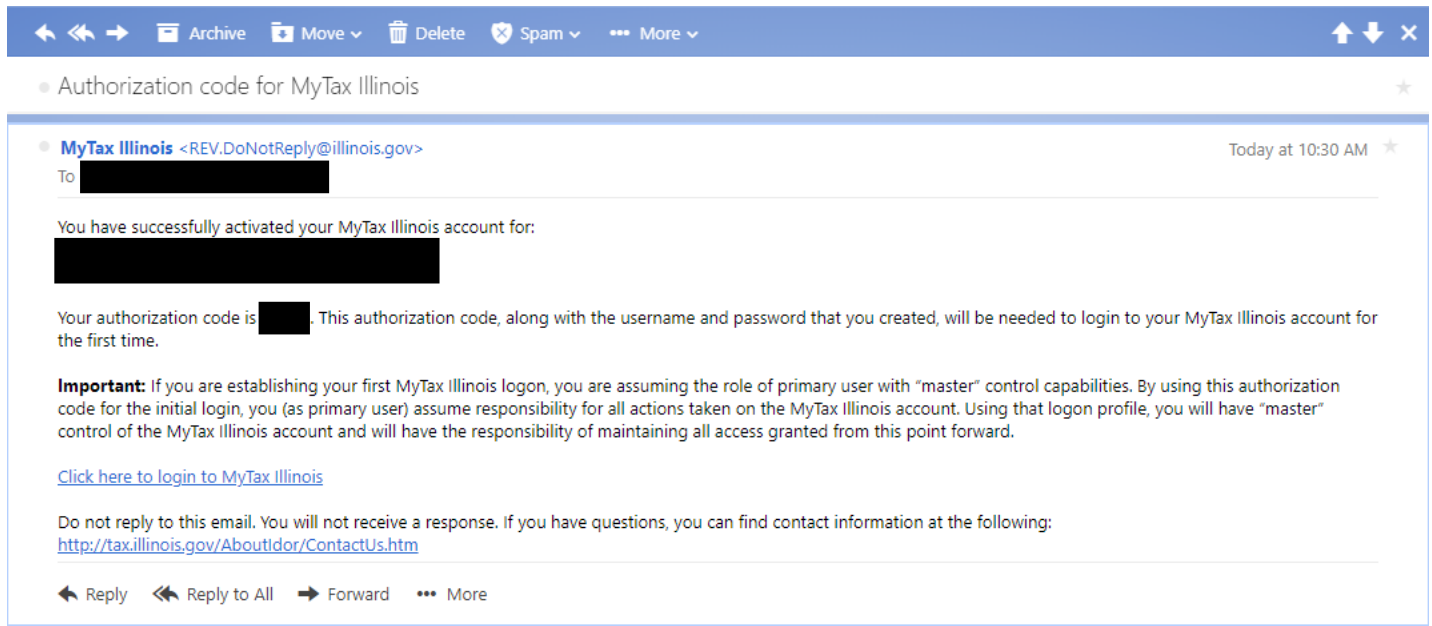 Archive Move Delete Spam ••• More
Authorization code for MyTax Illinois
MyTax Illinois <REV.DoNotReply@illinois.gov> Today at 10:30 AM
To
You have successfully activated your MyTax Illinois account for:
Your authorization code is . This authorization code, along with the username and password that you created, will be needed to login to your MyTax Illinois account for
the first time.
Important: If you are establishing your first MyTax Illinois logon, you are assuming the role of primary user with “master” control capabilities. By using this authorization
code for the initial login, you (as primary user) assume responsibility for all actions taken on the MyTax Illinois account. Using that logon profile, you will have “master”
control of the MyTax Illinois account and will have the responsibility of maintaining all access granted from this point forward.
Click here to login to MyTax Illinois
Do not reply to this email. You will not receive a response. If you have questions, you can find contact information at the following:
http://tax.illinois.gov/AboutIdor/ContactUs.htm
Reply Reply to All Forward ••• More